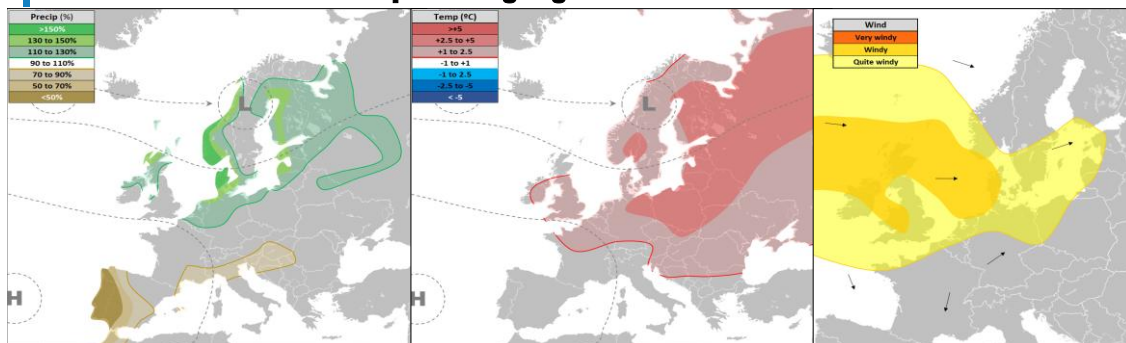 Precip (%)
>150%
130 to 150%
110 to 130%
90 to 110%
70 to 90%
50 to 70%
<50%
L
H
Temp (ºC)
>+5
+2.5 to +5
+1 to 2.5
-1 to +1
-1 to 2.5
-2.5 to -5
< -5
L
H
Wind
Very windy
Windy
Quite windy